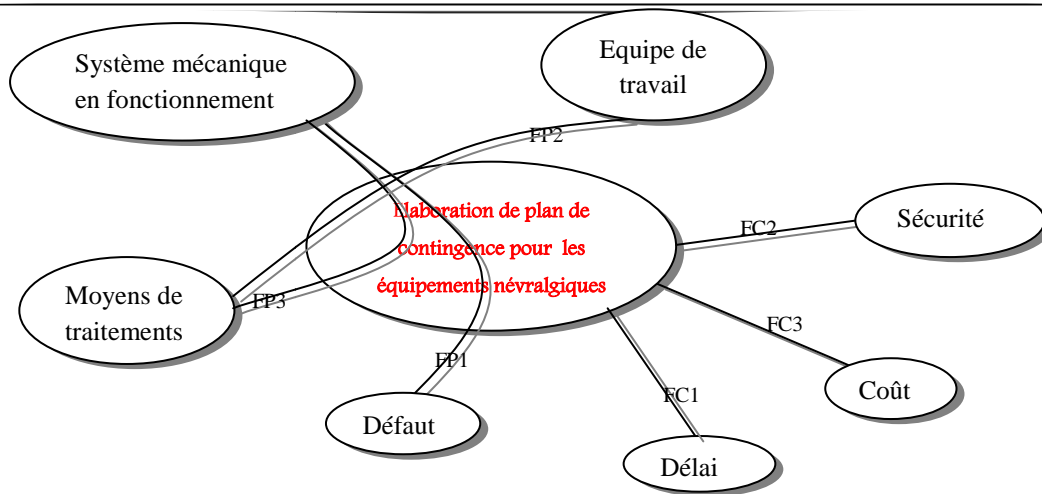 Système mécanique
en fonctionnement
Equipe de
travail
FP2
Elaboration de plan de
contingence pour les
équipements névralgiques
FC2
Sécurité
Moyens de
traitements
FP3
FC3
FP1
Coût
FC1
Défaut
Délai